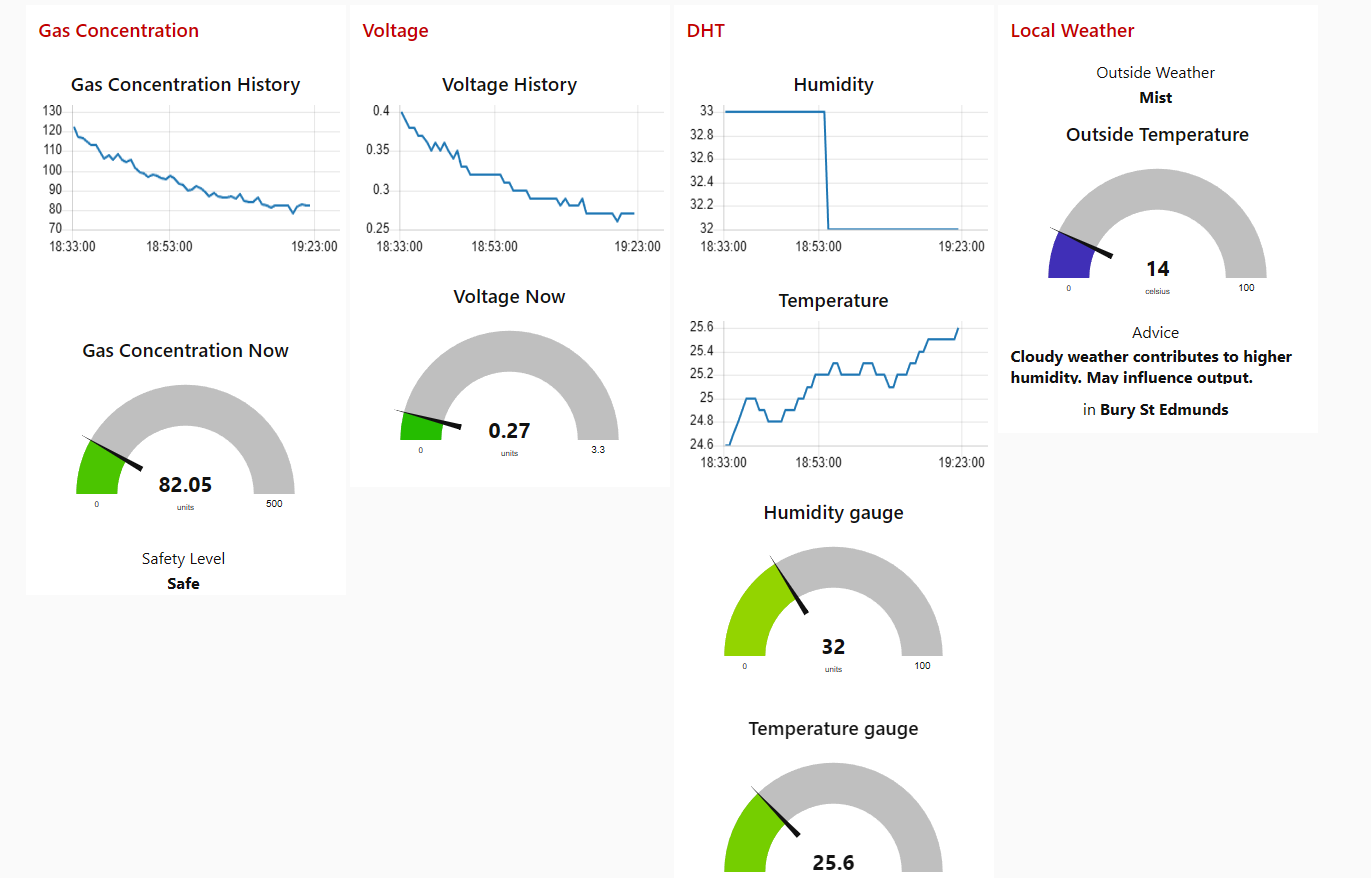 Gas Concentration
Gas Concentration History
130
120
110
100
90
80
70
18:33:00 18:53:00 19:23:00
Gas Concentration Now
82.05
units
0 500
Safety Level
Safe
Voltage
Voltage History
0.4
0.35
0.3
0.25
18:33:00 18:53:00 19:23:00
Voltage Now
0.27
units
0 3.3
DHT
Humidity
33
32.8
32.6
32.4
32.2
32
18:33:00 18:53:00 19:23:00
Temperature
25.6
25.4
25.2
25
24.8
24.6
18:33:00 18:53:00 19:23:00
Humidity gauge
32
units
0 100
Temperature gauge
25.6
Local Weather
Outside Weather
Mist
Outside Temperature
14
celsius
0 100
Advice
Cloudy weather contributes to higher
humidity. May influence output.
in Bury St Edmunds